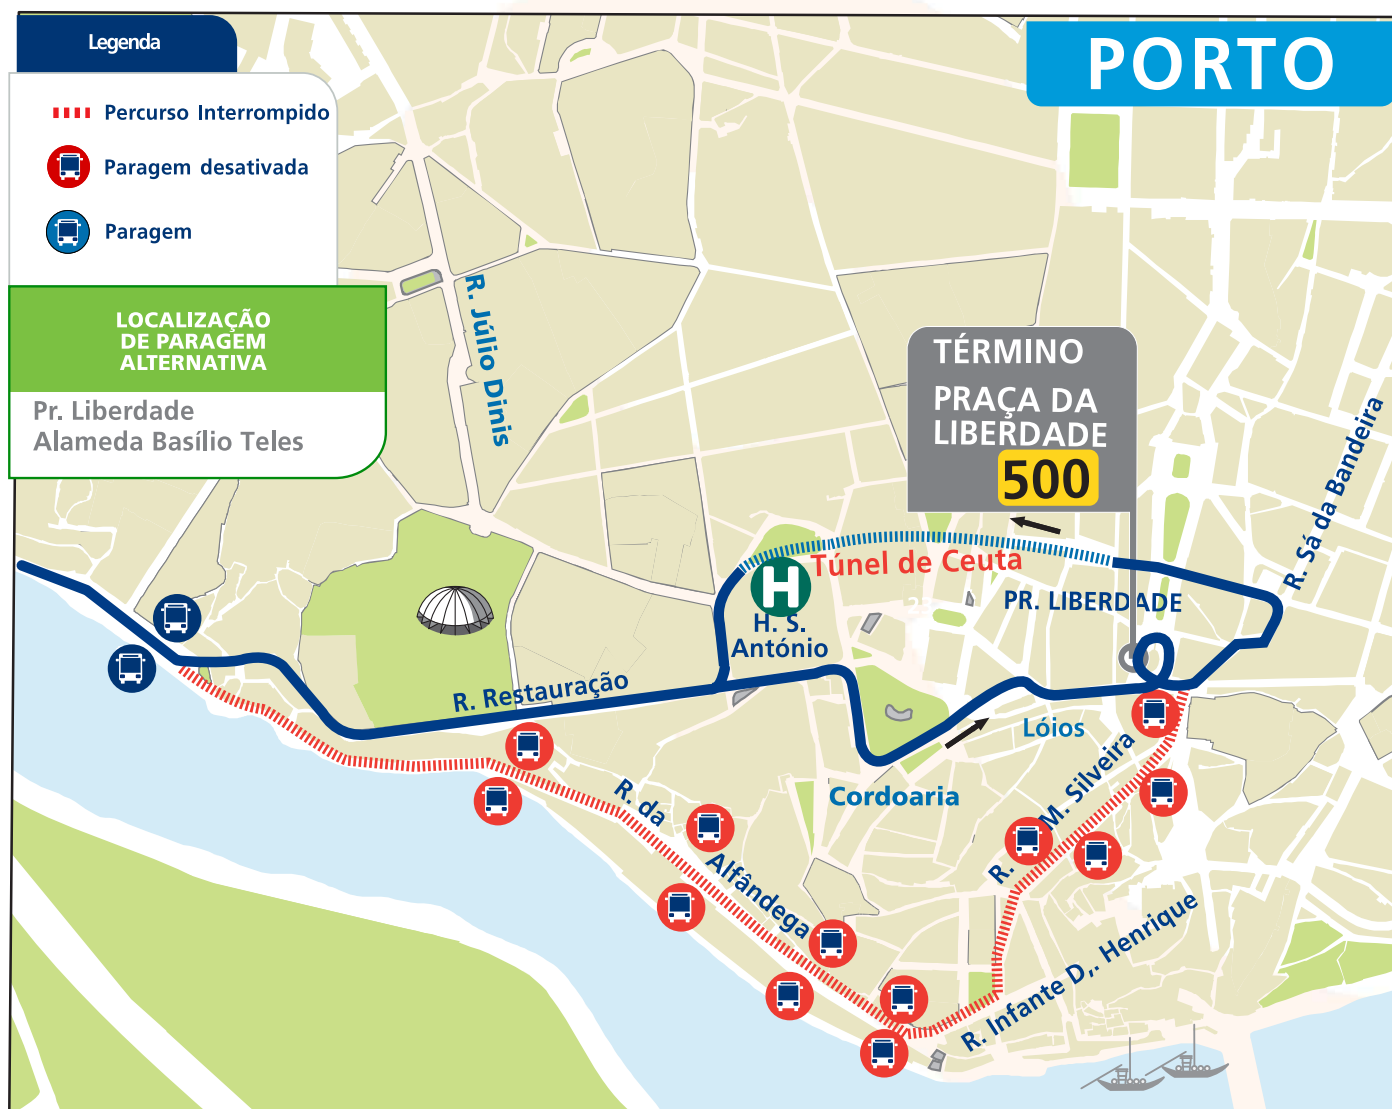 Legenda
PORTO
Percurso Interrompido
Paragem desativada
Paragem
LOCALIZAÇÃO
DE PARAGEM
ALTERNATIVA
Pr. Liberdade
Alameda Basílio Teles
R. Júlio Dinis
TÉRMINO
PRAÇA DA
LIBERDADE
500
R. Sá da Bandeira
Túnel de Ceuta
H
H. S.
António
PR. LIBERDADE
R. Restauração
Lóios
Cordoaria
R. M. Silveira
R. da
Alfândega
R. Infante D,. Henrique